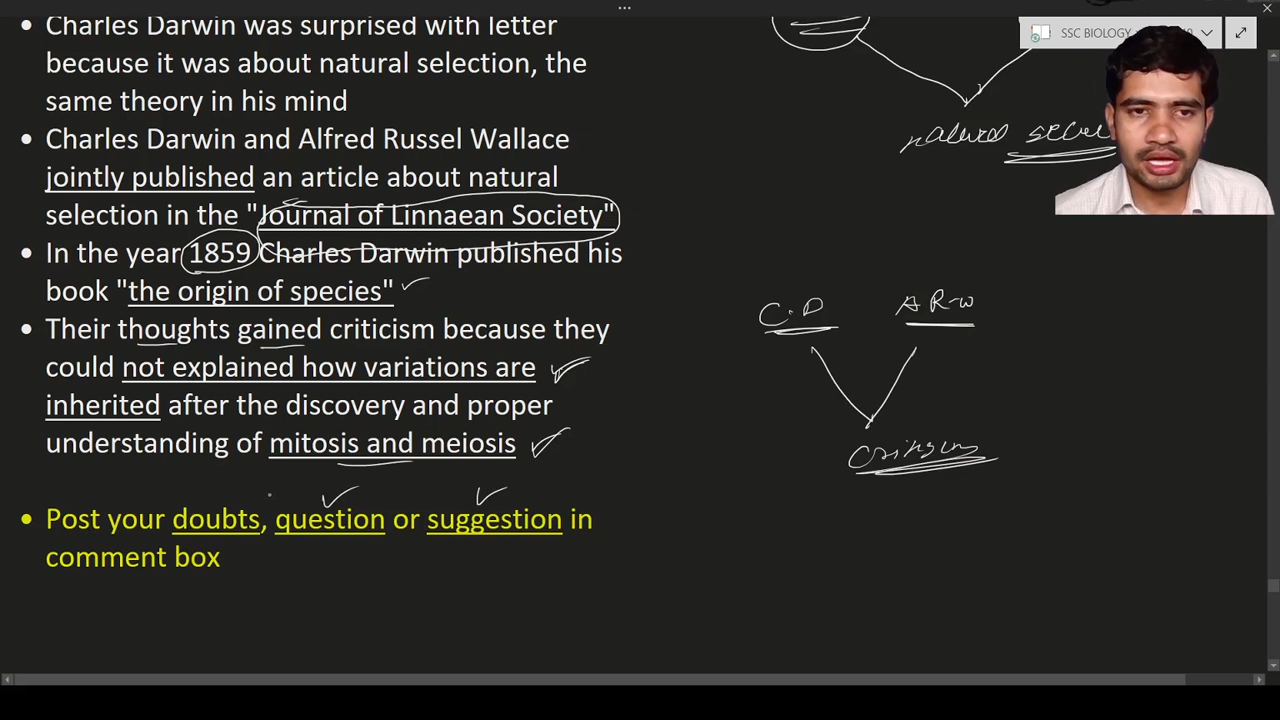 Charles Darwin was surprised with letter
because it was about natural selection, the
same theory in his mind
SSC BIOLOGY
• Charles Darwin and Alfred Russel Wallace
jointly published an article about natural
selection in the "Journal of Linnaean Society"
• In the year 1859 Charles Darwin published his
book "the origin of species"
• Their thoughts gained criticism because they
could not explained how variations are
inherited after the discovery and proper
understanding of mitosis and meiosis
C.D
A R-W
• Post your doubts, question or suggestion in
comment box